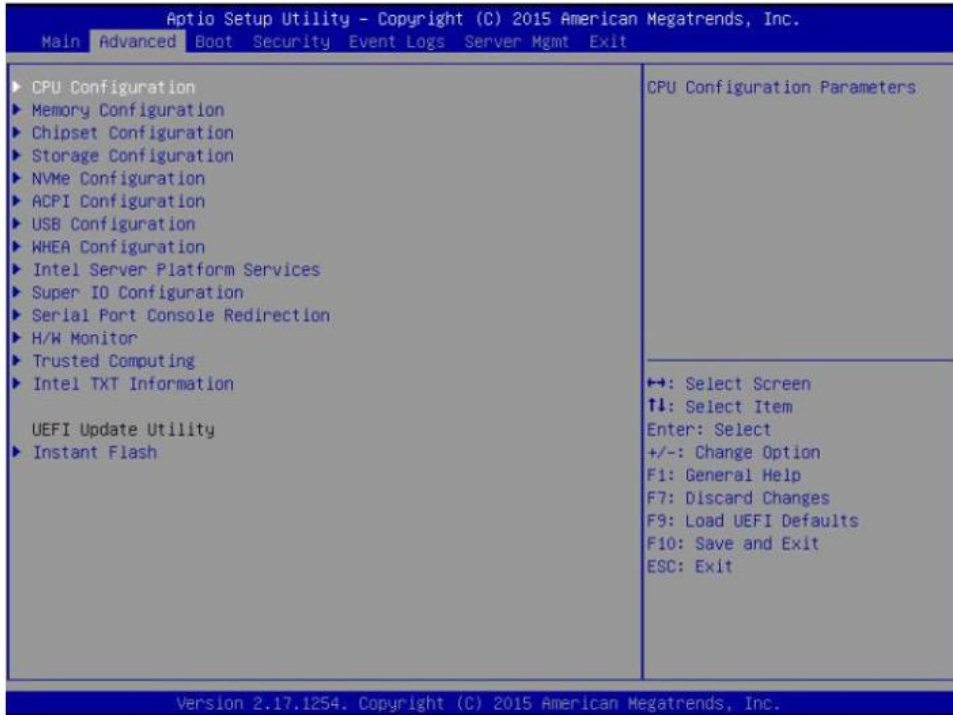 Aptio Setup Utility – Copyright (C) 2015 American Megatrends, Inc.
Main Advanced Boot Security Event Logs Server Mgmt Exit
CPU Configuration
Memory Configuration
Chipset Configuration
Storage Configuration
NVMe Configuration
ACPI Configuration
USB Configuration
WHEA Configuration
Intel Server Platform Services
Super IO Configuration
Serial Port Console Redirection
H/W Monitor
Trusted Computing
Intel TXT Information
UEFI Update Utility
Instant Flash
CPU Configuration Parameters
↔: Select Screen
↑↓: Select Item
Enter: Select
+/-: Change Option
F1: General Help
F7: Discard Changes
F9: Load UEFI Defaults
F10: Save and Exit
ESC: Exit
Version 2.17.1254. Copyright (C) 2015 American Megatrends, Inc.